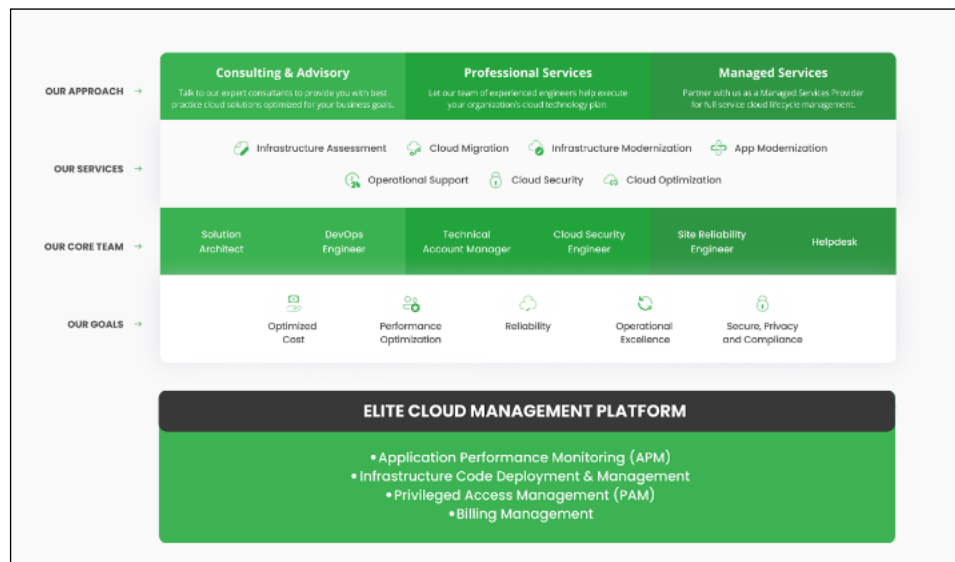 OUR APPROACH →
Consulting & Advisory
Talk to our expert consultants to provide you with best
practice cloud solutions optimized for your business goals.
Professional Services
Let our team of experienced engineers help execute
your organization's cloud technology plan.
Managed Services
Partner with us as a Managed Services Provider
for full service cloud lifecycle management.
OUR SERVICES →
Infrastructure Assessment
Cloud Migration
Infrastructure Modernization
App Modernization
Operational Support
Cloud Security
Cloud Optimization
OUR CORE TEAM →
Solution
Architect
DevOps
Engineer
Technical
Account Manager
Cloud Security
Engineer
Site Reliability
Engineer
Helpdesk
OUR GOALS →
Optimized
Cost
Performance
Optimization
Reliability
Operational
Excellence
Secure, Privacy
and Compliance
ELITE CLOUD MANAGEMENT PLATFORM
• Application Performance Monitoring (APM)
• Infrastructure Code Deployment & Management
• Privileged Access Management (PAM)
• Billing Management